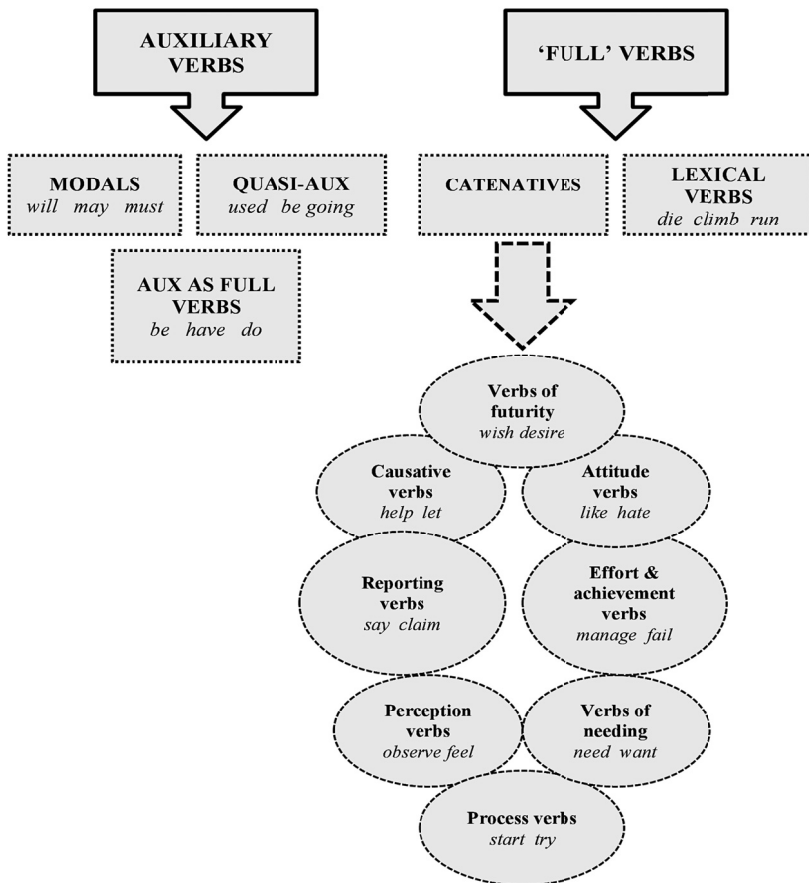 AUXILIARY
VERBS
‘FULL’ VERBS
MODALS
will may must
QUASI-AUX
used be going
CATENATIVES
LEXICAL
VERBS
die climb run
AUX AS FULL
VERBS
be have do
Verbs of
futurity
wish desire
Causative
verbs
help let
Attitude
verbs
like hate
Reporting
verbs
say claim
Effort &
achievement
verbs
manage fail
Perception
verbs
observe feel
Verbs of
needing
need want
Process verbs
start try